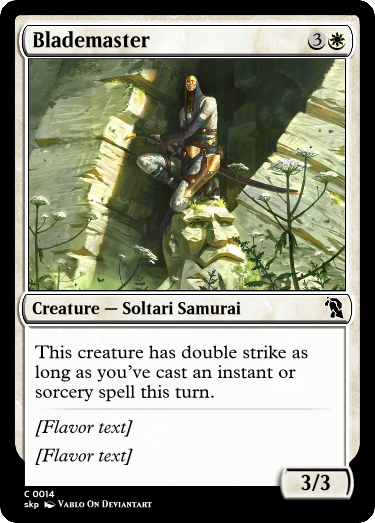 Blademaster 3
Creature — Soltari Samurai
This creature has double strike as
long as you've cast an instant or
sorcery spell this turn.
[Flavor text]
[Flavor text]
3/3
C 0014
skp Vablo On Deviantart